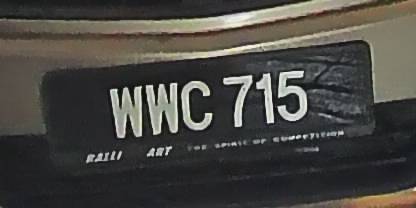 WWC 715
RALLI ART THE SPIRIT OF COMPETITION